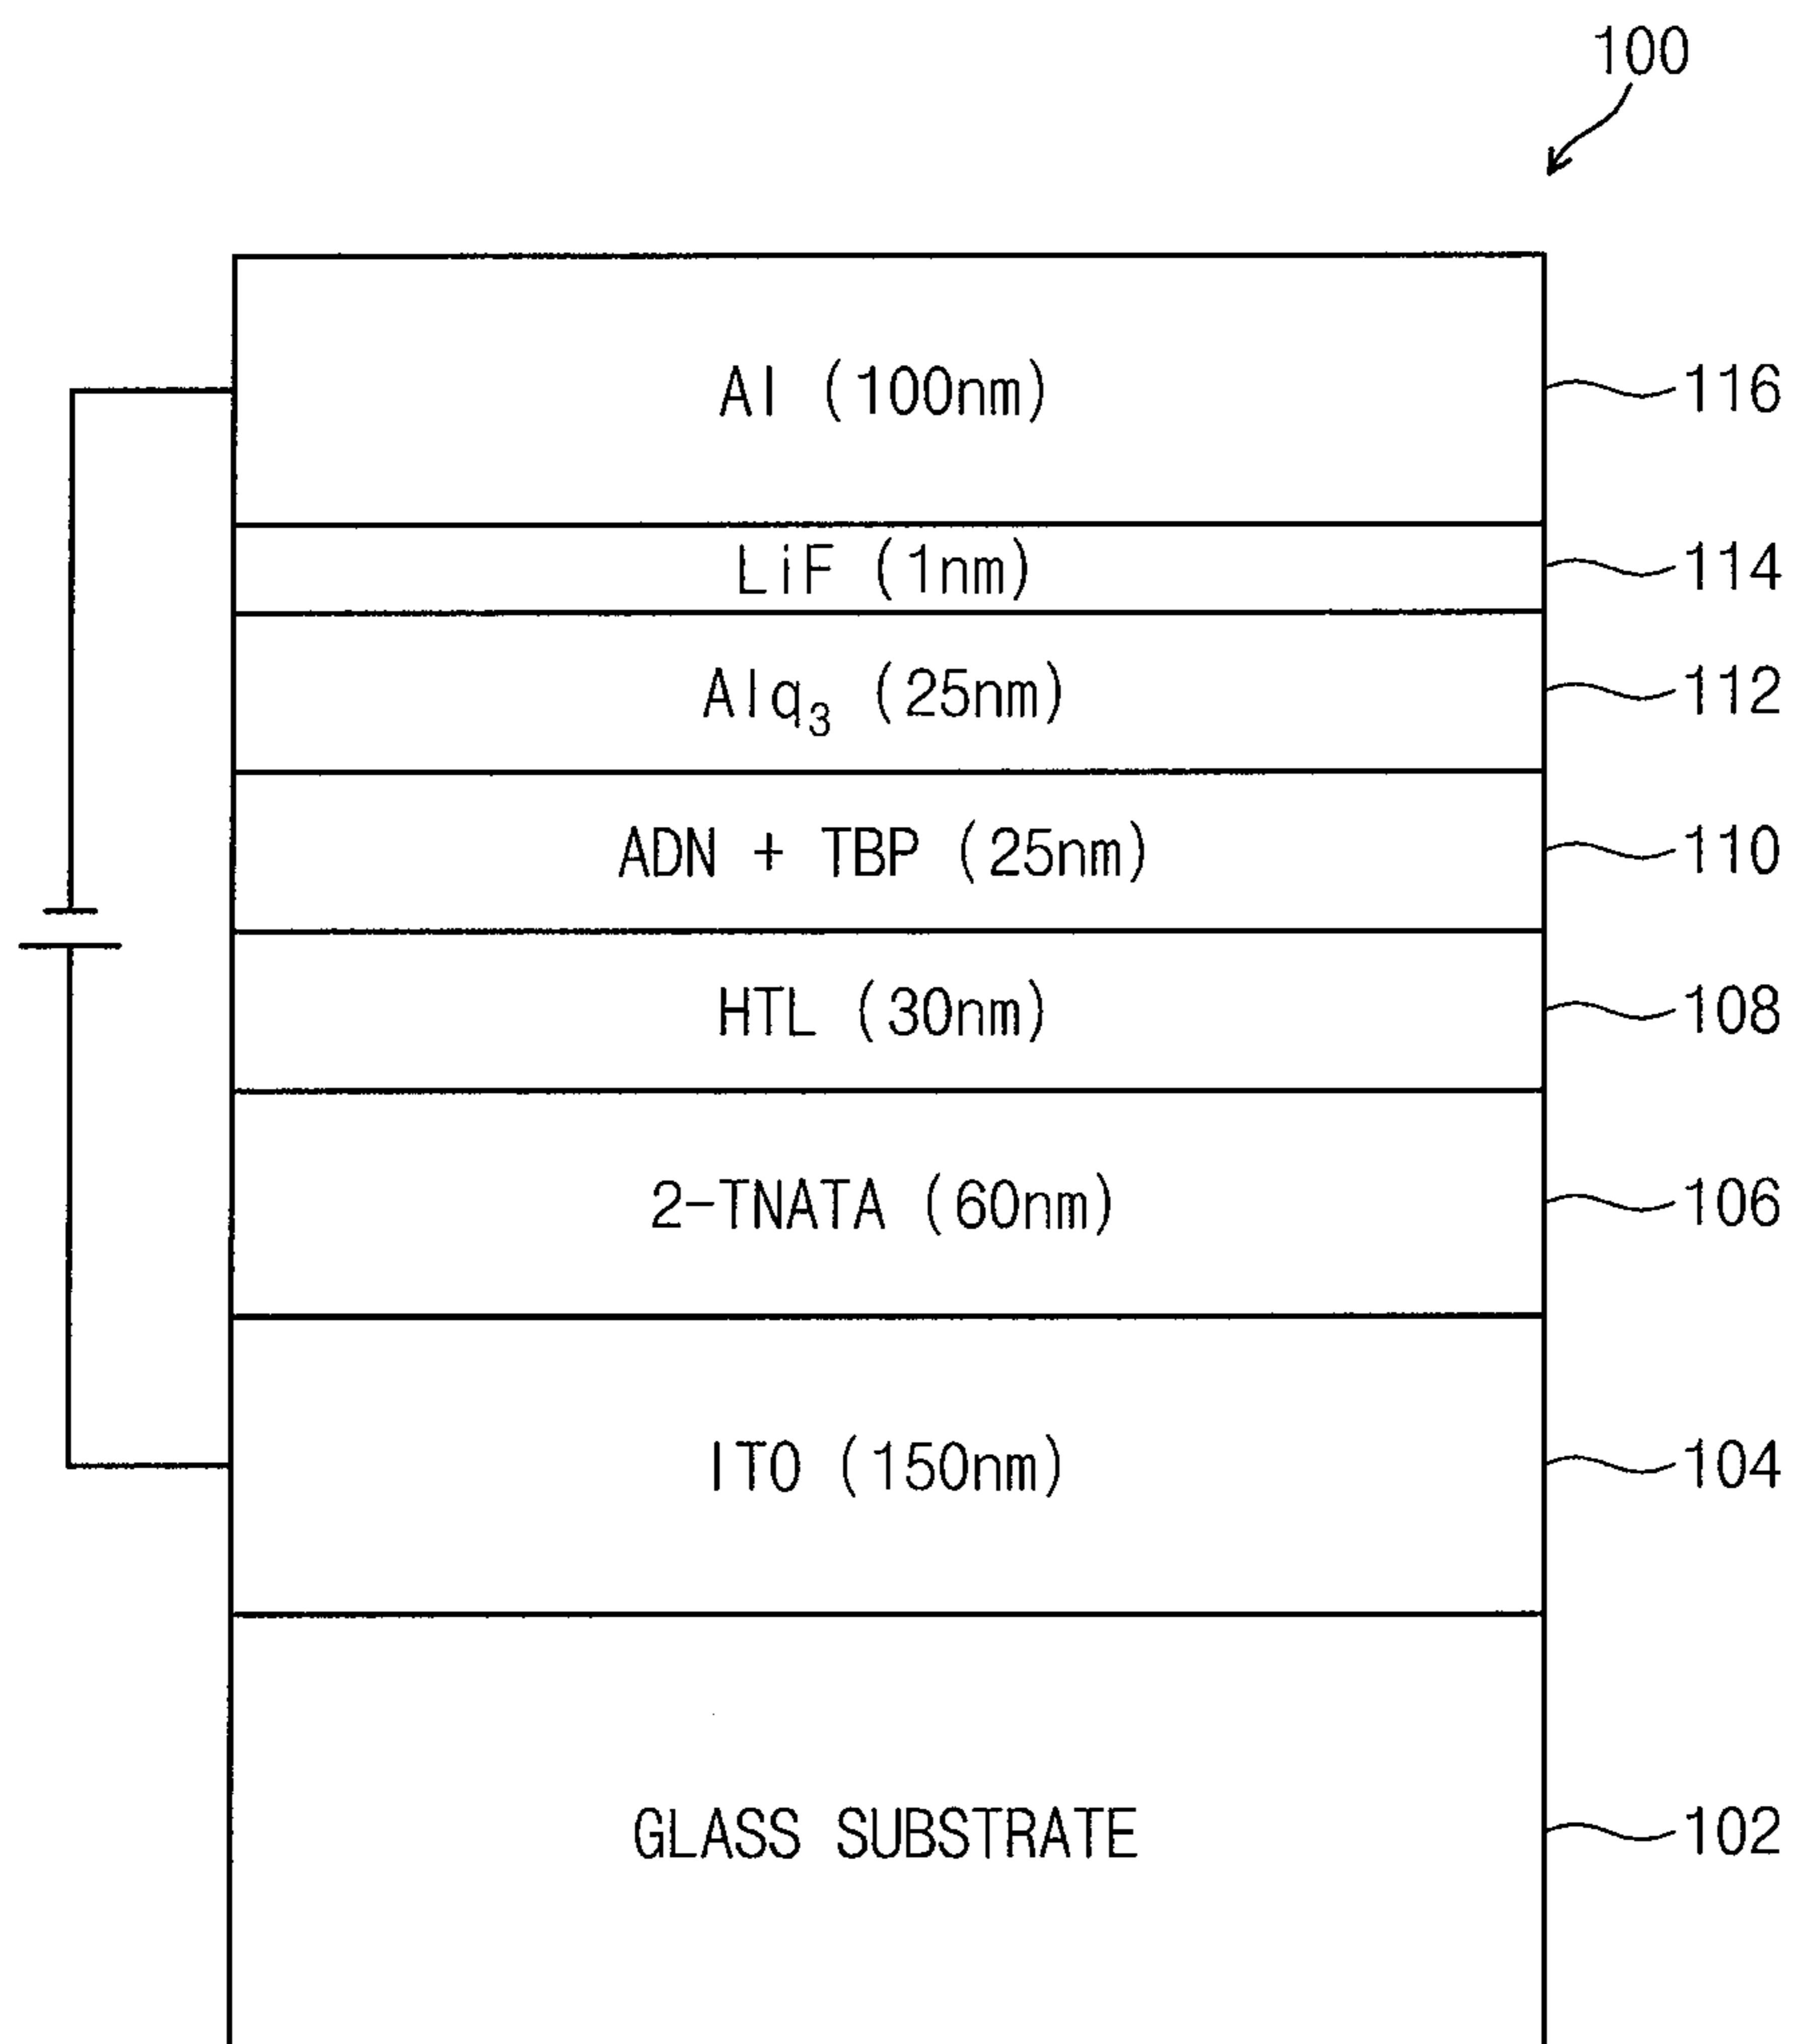 100
Al (100nm) 116
LiF (1nm) 114
Alq₃ (25nm) 112
ADN + TBP (25nm) 110
HTL (30nm) 108
2-TNATA (60nm) 106
ITO (150nm) 104
GLASS SUBSTRATE 102